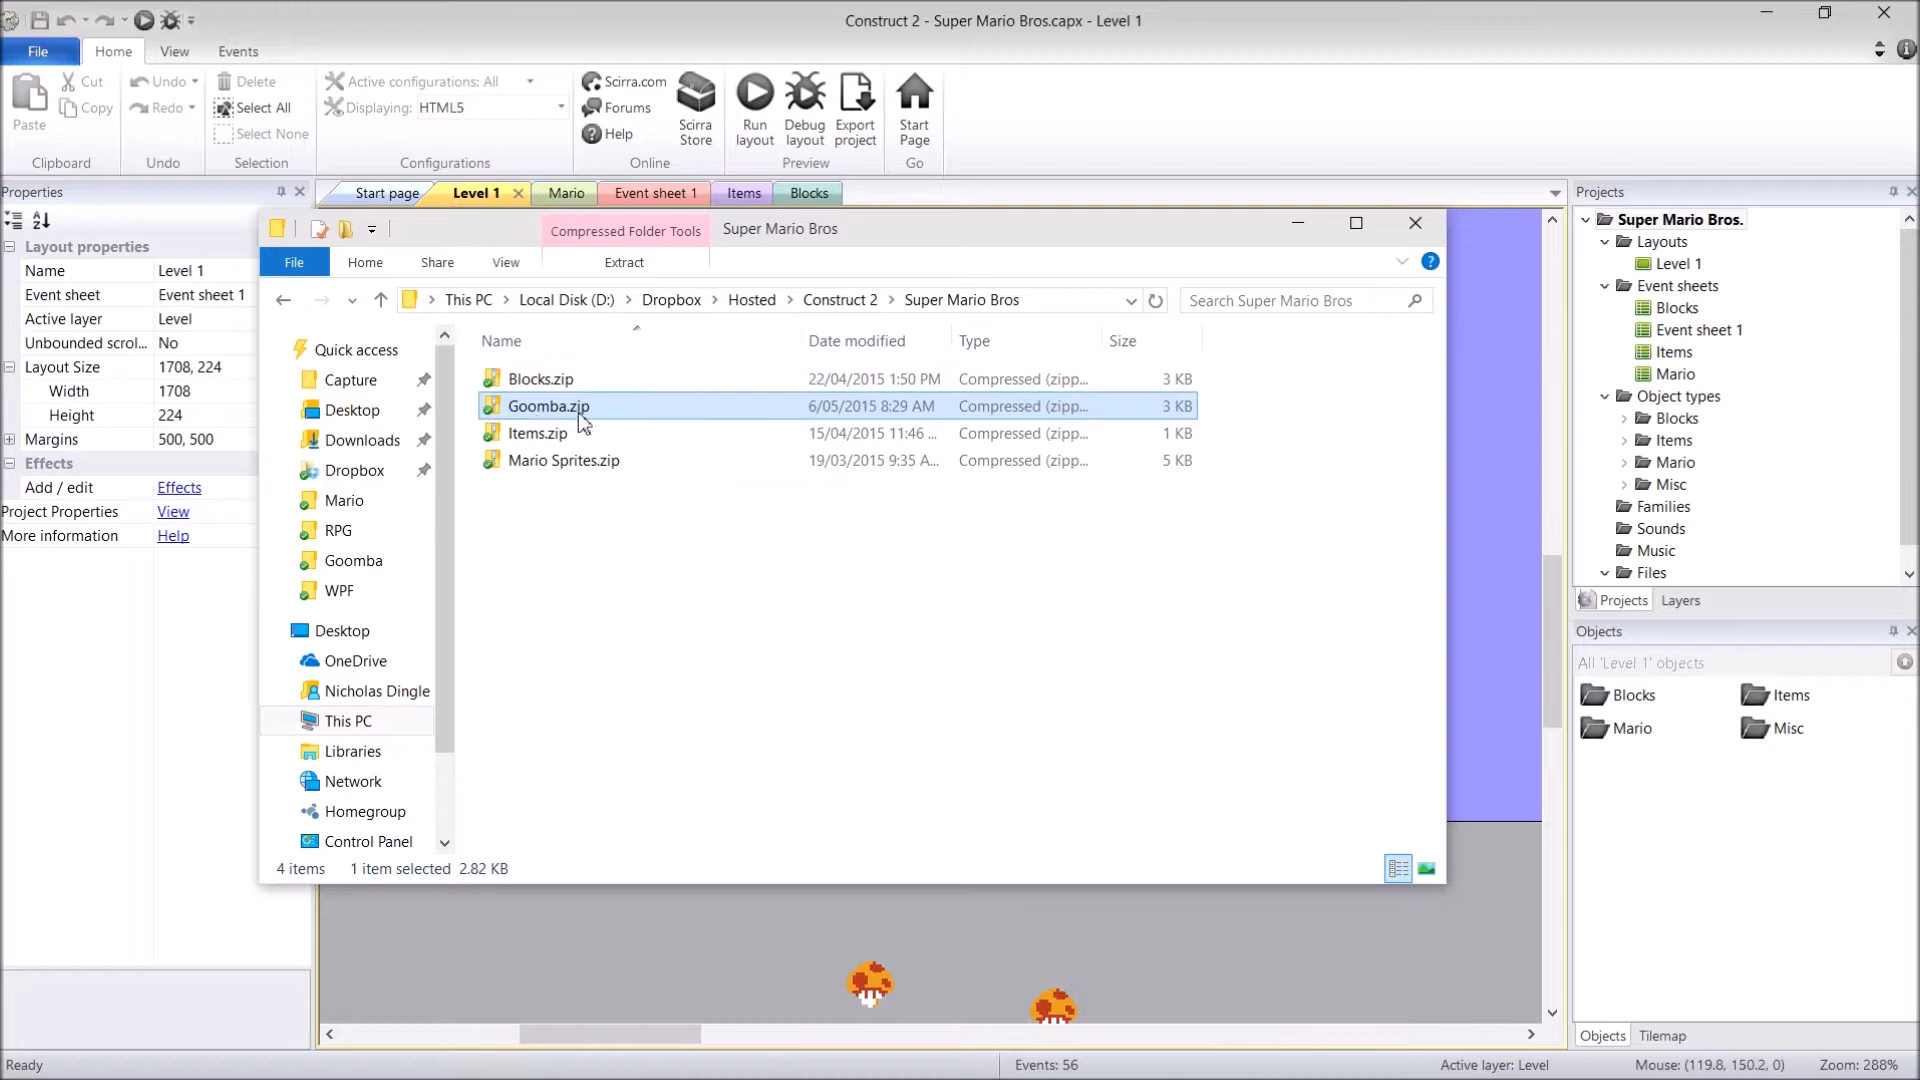 Construct 2 - Super Mario Bros.capx - Level 1
File
Home
View
Events
Paste
Cut
Copy
Clipboard
Undo
Redo
Undo
Delete
Select All
Select None
Selection
Active configurations: All
Displaying: HTML5
Configurations
Scirra.com
Forums
Help
Scirra
Store
Online
Run
layout
Debug
layout
Export
project
Preview
Start
Page
Go
Properties
Layout properties
Name Level 1
Event sheet Event sheet 1
Active layer Level
Unbounded scrol... No
Layout Size 1708, 224
Width 1708
Height 224
Margins 500, 500
Effects
Add / edit Effects
Project Properties View
More information Help
Start page
Level 1
Mario
Event sheet 1
Items
Blocks
Compressed Folder Tools
Super Mario Bros
File
Home
Share
View
Extract
This PC
Local Disk (D:)
Dropbox
Hosted
Construct 2
Super Mario Bros
Search Super Mario Bros
Quick access
Capture
Desktop
Downloads
Dropbox
Mario
RPG
Goomba
WPF
Desktop
OneDrive
Nicholas Dingle
This PC
Libraries
Network
Homegroup
Control Panel
Name Date modified Type Size
Blocks.zip 22/04/2015 1:50 PM Compressed (zipp... 3 KB
Goomba.zip 6/05/2015 8:29 AM Compressed (zipp... 3 KB
Items.zip 15/04/2015 11:46 ... Compressed (zipp... 1 KB
Mario Sprites.zip 19/03/2015 9:35 A... Compressed (zipp... 5 KB
4 items 1 item selected 2.82 KB
Projects
Super Mario Bros.
Layouts
Level 1
Event sheets
Blocks
Event sheet 1
Items
Mario
Object types
Blocks
Items
Mario
Misc
Families
Sounds
Music
Files
Projects
Layers
Objects
All 'Level 1' objects
Blocks
Items
Mario
Misc
Objects
Tilemap
Ready
Events: 56
Active layer: Level
Mouse: (119.8, 150.2, 0)
Zoom: 288%